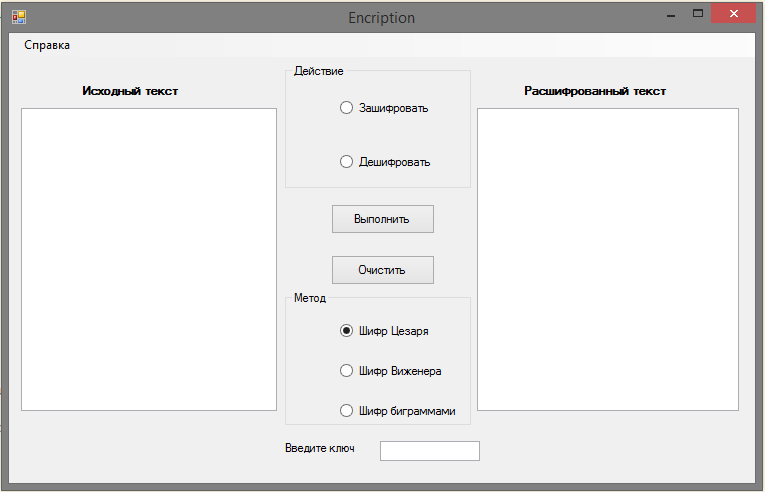 Encription
Справка
Исходный текст
Действие
Зашифровать
Дешифровать
Выполнить
Очистить
Метод
Шифр Цезаря
Шифр Виженера
Шифр биграммами
Введите ключ
Расшифрованный текст